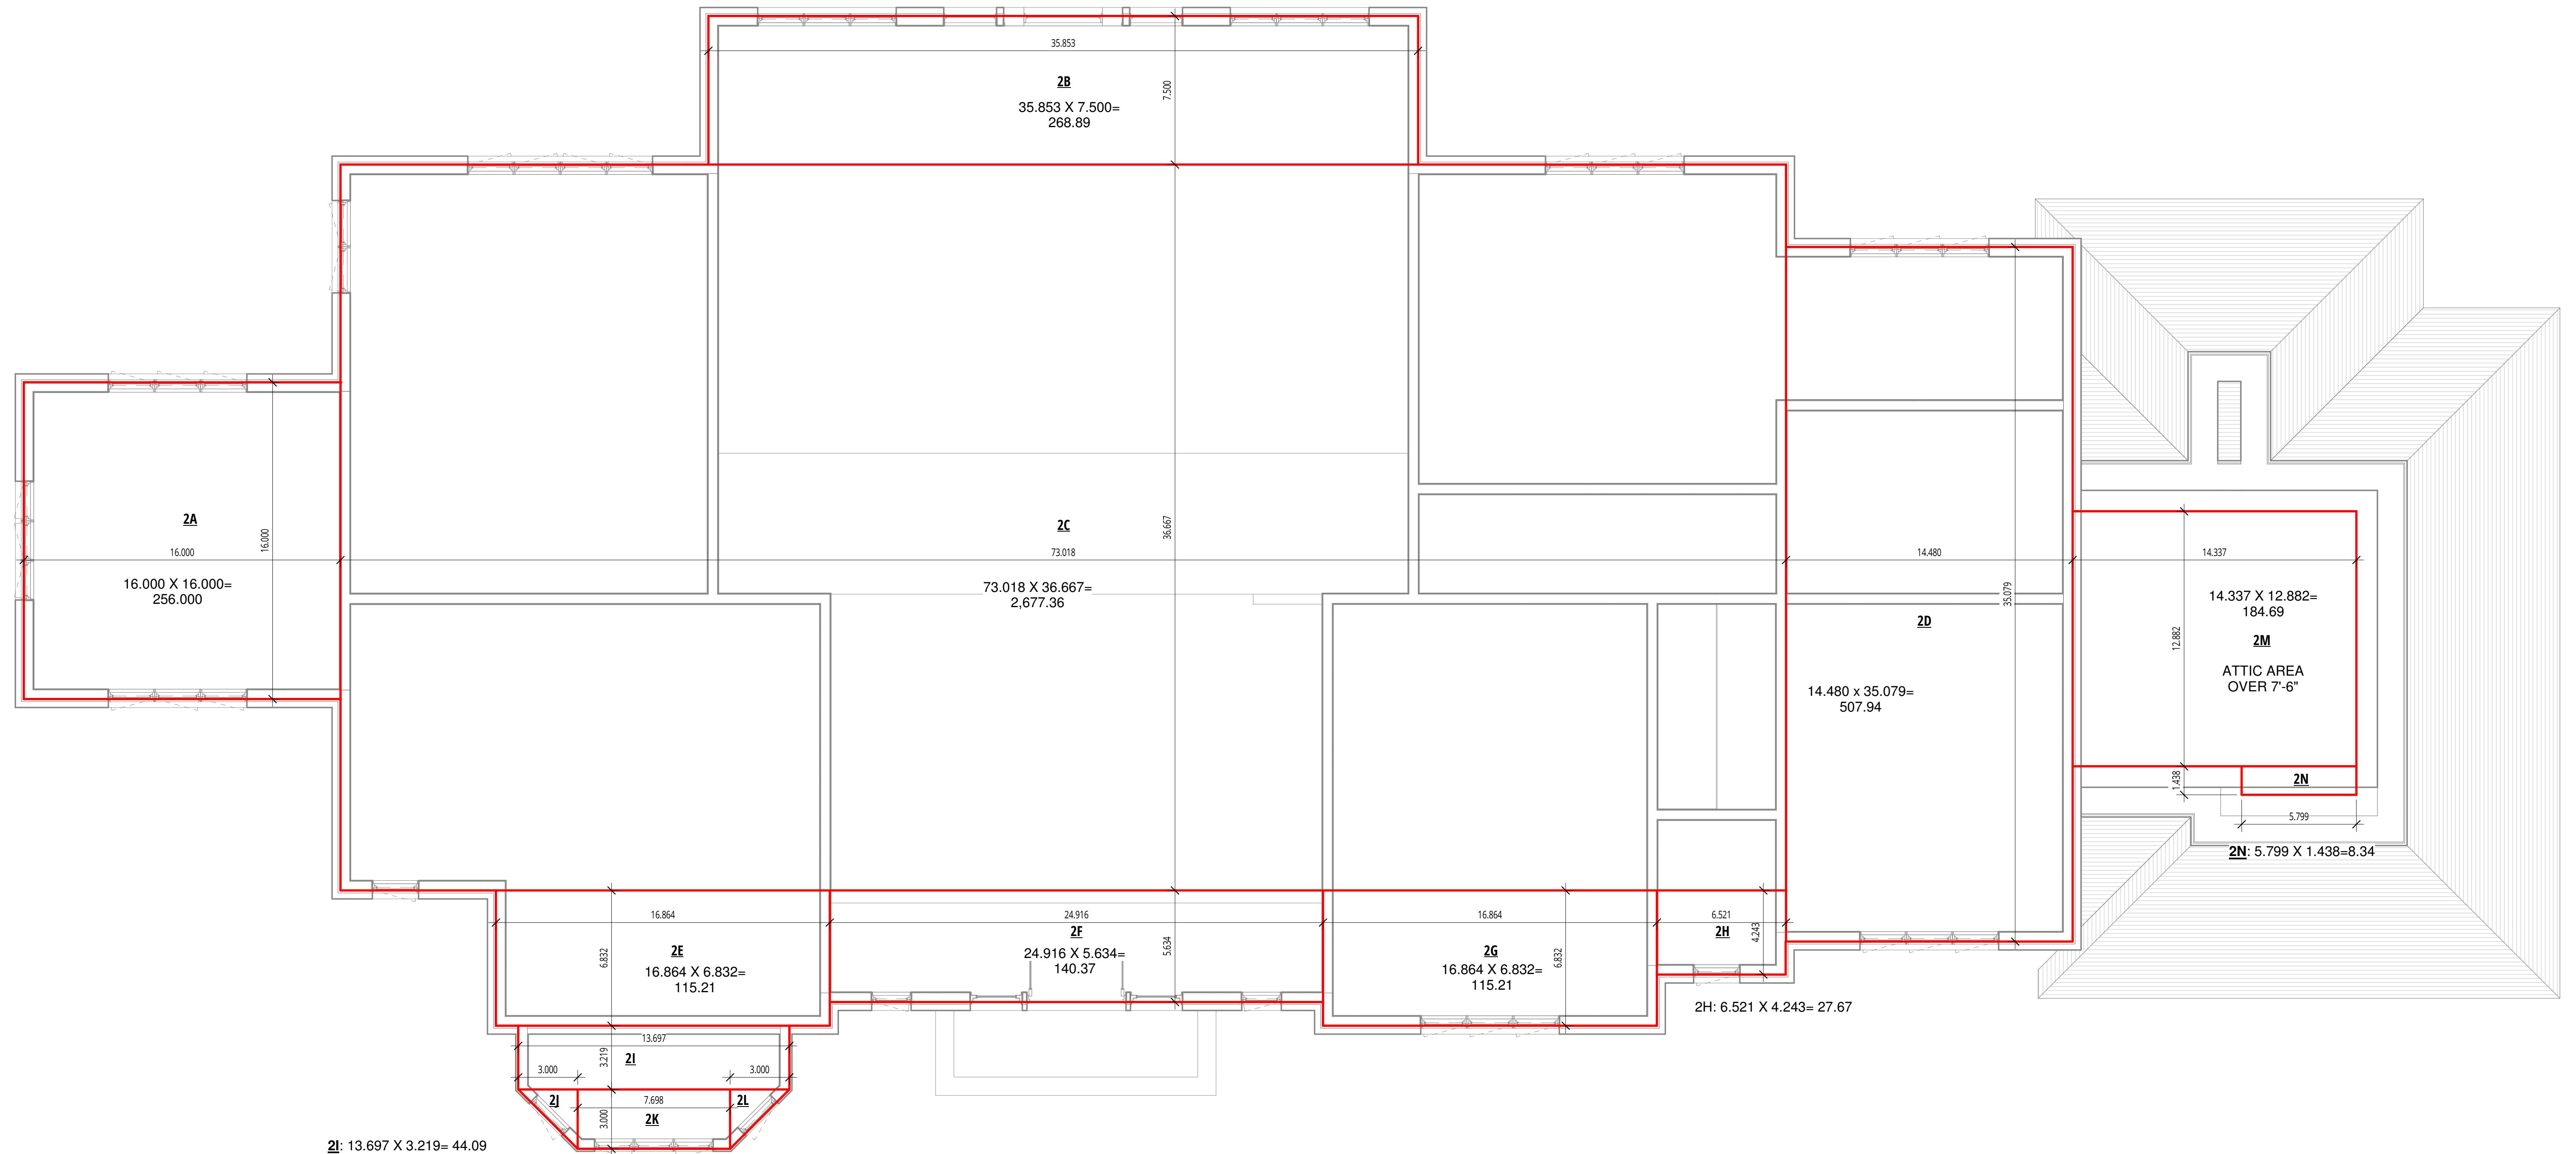 35.853
2B
7.500
35.853 X 7.500=
268.89
2A
16.000
16.000
16.000 X 16.000=
256.000
2C
36.667
73.018
73.018 X 36.667=
2,677.36
14.480
35.079
2D
14.480 x 35.079=
507.94
14.337
14.337 X 12.882=
184.69
12.882
2M
ATTIC AREA
OVER 7'-6"
1.438
2N
5.799
2N: 5.799 X 1.438=8.34
16.864
2E
6.832
16.864 X 6.832=
115.21
24.916
2F
5.634
24.916 X 5.634=
140.37
16.864
2G
6.832
16.864 X 6.832=
115.21
6.521
2H
4.243
2H: 6.521 X 4.243= 27.67
13.697
3.219
2I
3.000
3.000
2J
7.698
2L
3.000
2K
2I: 13.697 X 3.219= 44.09